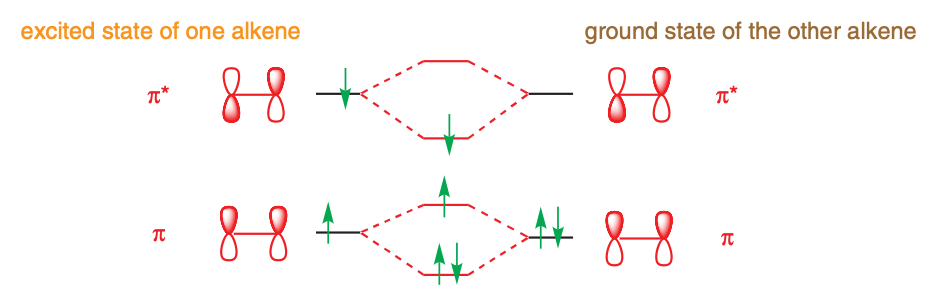 excited state of one alkene
ground state of the other alkene
π*
π*
π
π